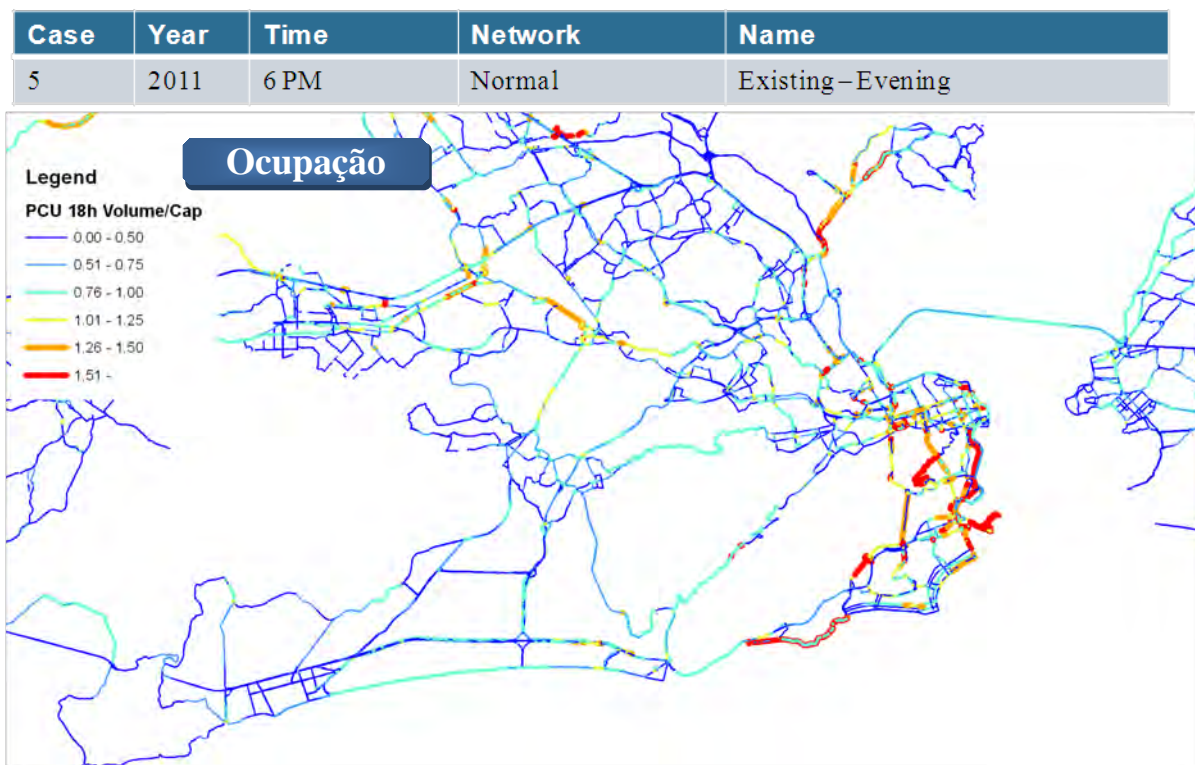 Case Year Time Network Name
5 2011 6 PM Normal Existing – Evening
Ocupação
Legend
PCU 18h Volume/Cap
0.00 - 0.50
0.51 - 0.75
0.76 - 1.00
1.01 - 1.25
1.26 - 1.50
1.51 -